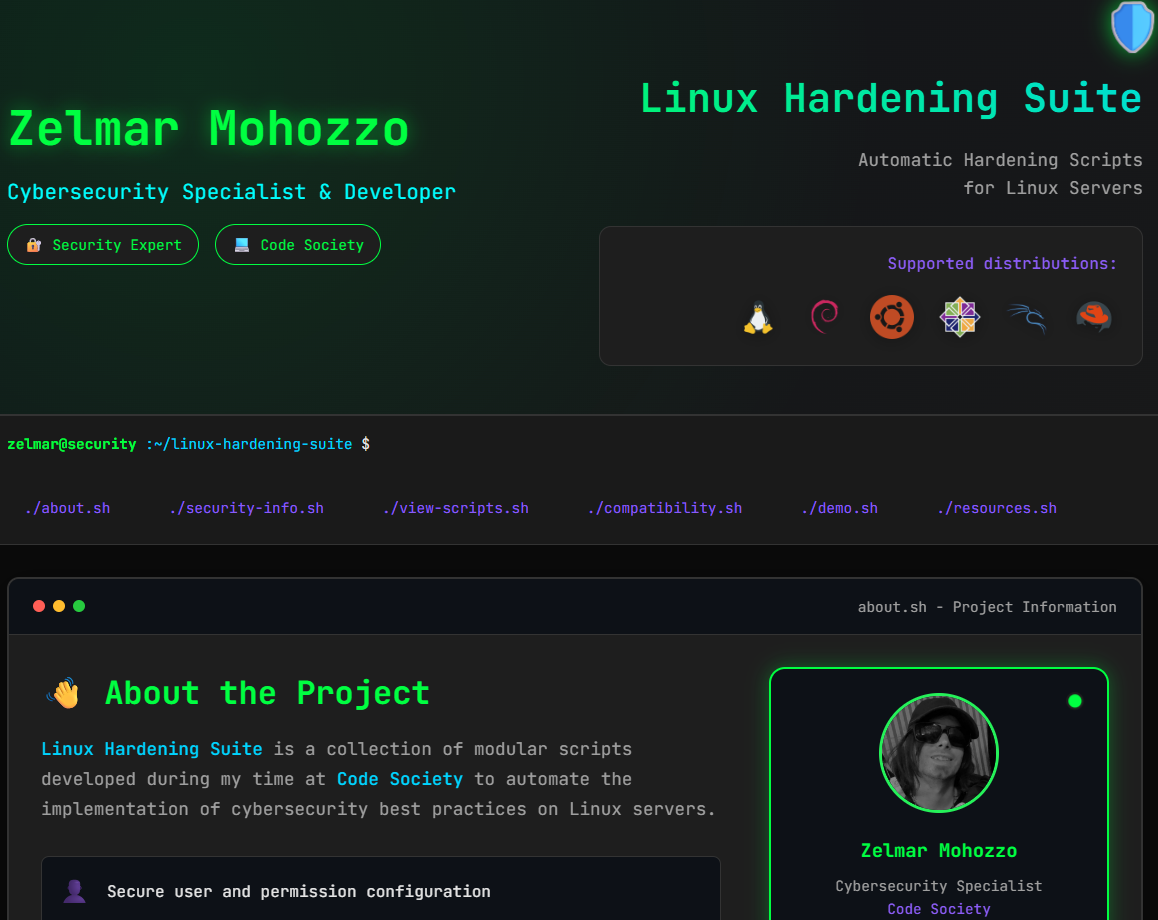 Zelmar Mohozzo
Cybersecurity Specialist & Developer
Security Expert
Code Society
Linux Hardening Suite
Automatic Hardening Scripts
for Linux Servers
Supported distributions:
zelmar@security :~/linux-hardening-suite $
./about.sh ./security-info.sh ./view-scripts.sh ./compatibility.sh ./demo.sh ./resources.sh
about.sh - Project Information
About the Project
Linux Hardening Suite is a collection of modular scripts
developed during my time at Code Society to automate the
implementation of cybersecurity best practices on Linux servers.
Secure user and permission configuration
Zelmar Mohozzo
Cybersecurity Specialist
Code Society